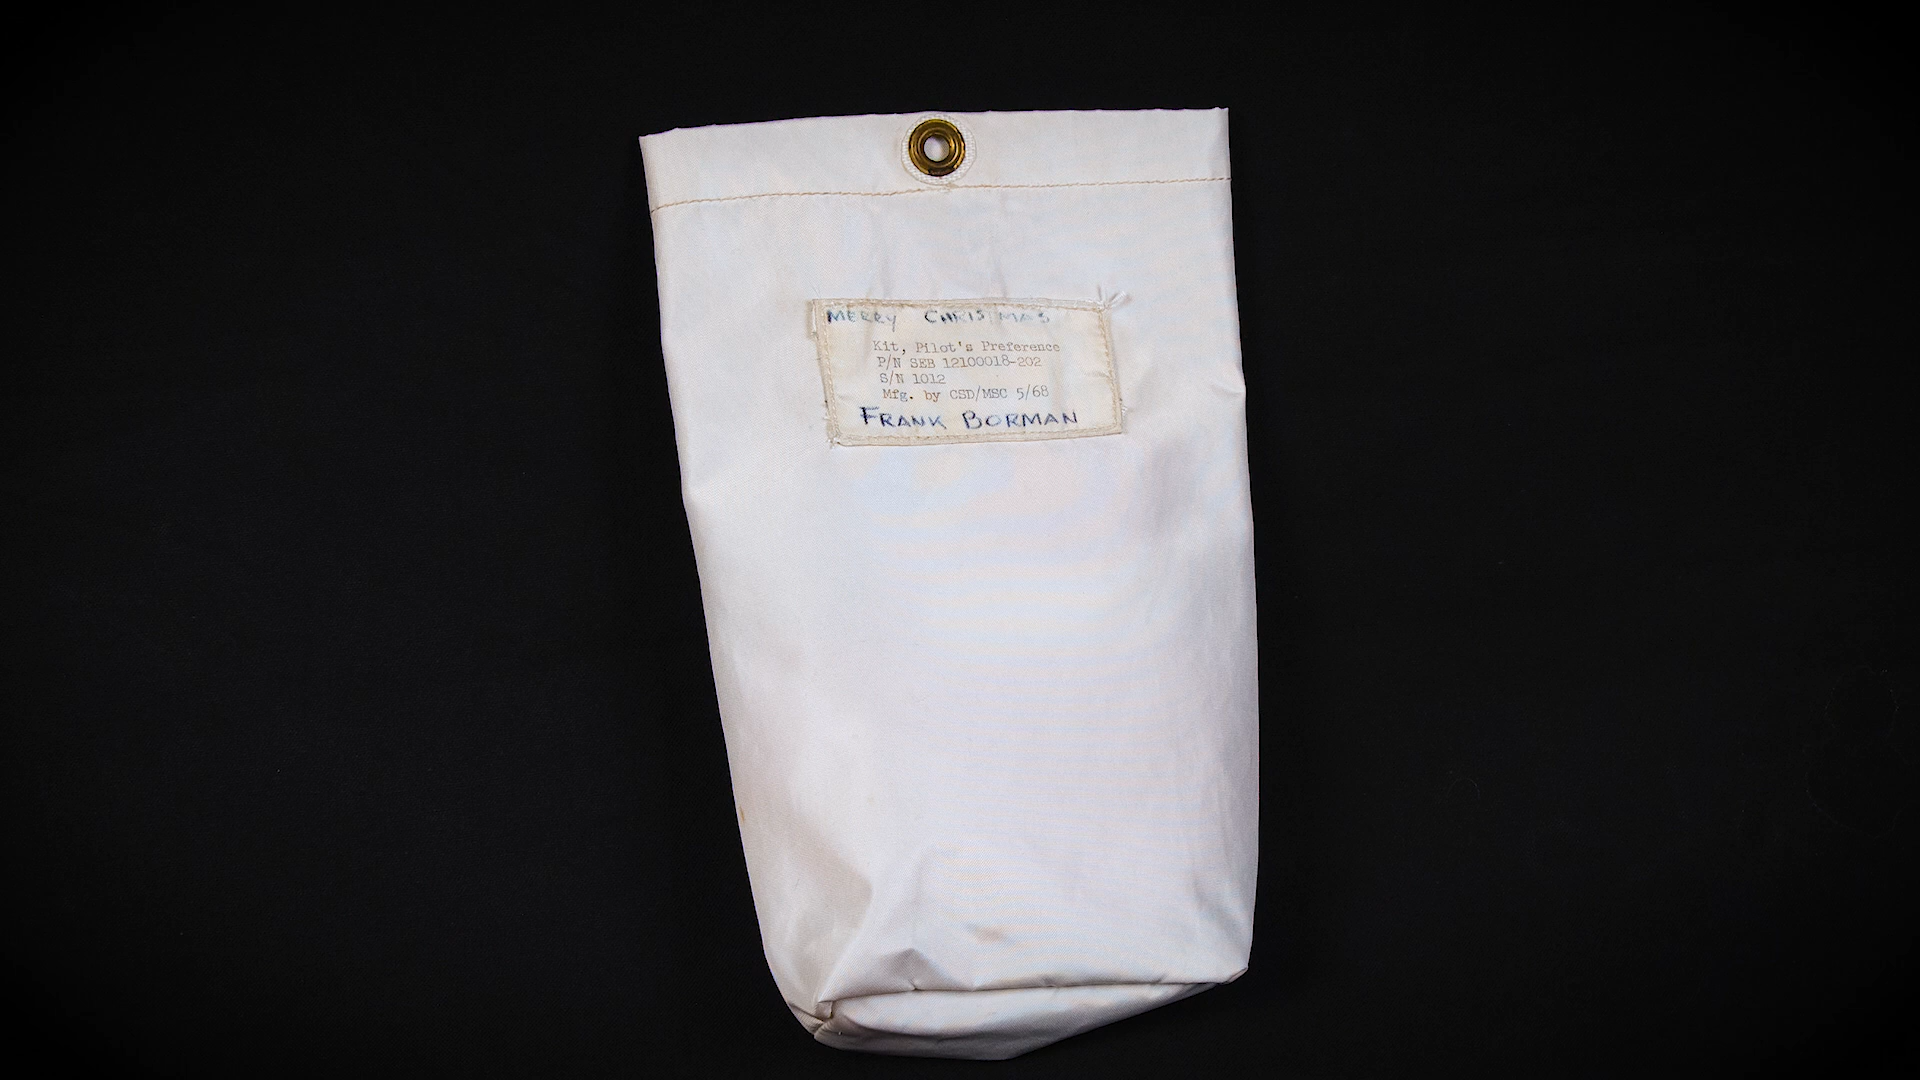 MERRY CHRISTMAS
Kit, Pilot's Preference
P/N SEB 12100018-202
S/N 1012
Mfg. by CSD/MSC 5/68
FRANK BORMAN